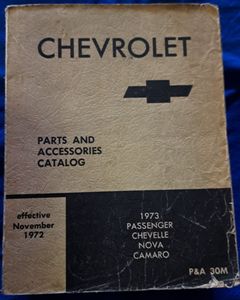 CHEVROLET
PARTS AND
ACCESSORIES
CATALOG
effective
November
1972
1973
PASSENGER
CHEVELLE
NOVA
CAMARO
P&A 30M